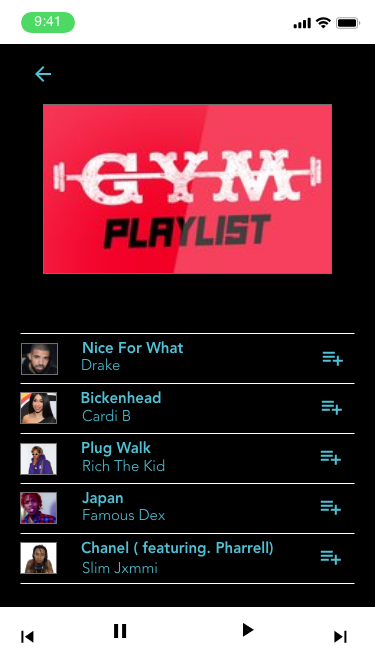 9:41
GYM
PLAYLIST
Nice For What
Drake
Bickenhead
Cardi B
Plug Walk
Rich The Kid
Japan
Famous Dex
Chanel ( featuring. Pharrell)
Slim Jxmmi